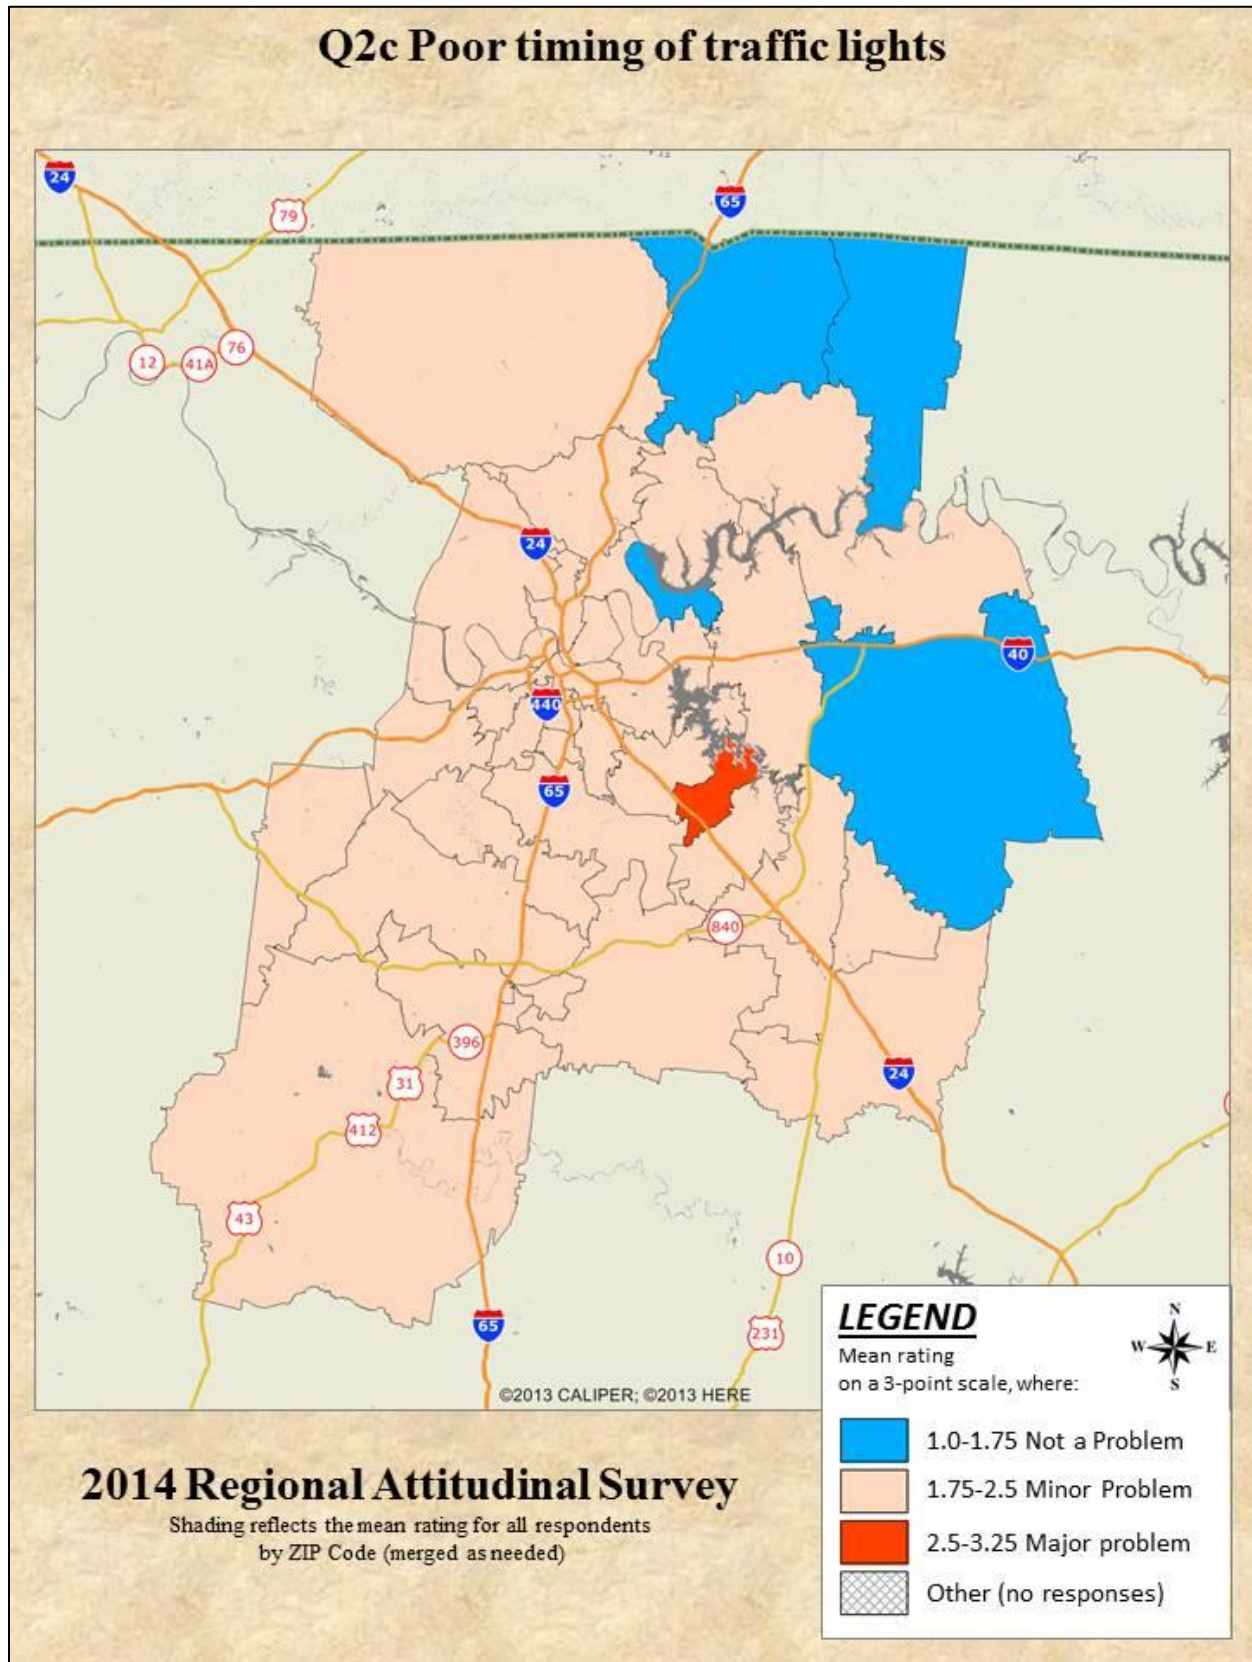 Q2c Poor timing of traffic lights
24
79
65
12
41A
76
24
40
440
65
840
396
31
24
412
43
10
231
65
©2013 CALIPER; ©2013 HERE
LEGEND
Mean rating
on a 3-point scale, where:
N
W E
S
1.0-1.75 Not a Problem
1.75-2.5 Minor Problem
2.5-3.25 Major problem
Other (no responses)
2014 Regional Attitudinal Survey
Shading reflects the mean rating for all respondents
by ZIP Code (merged as needed)